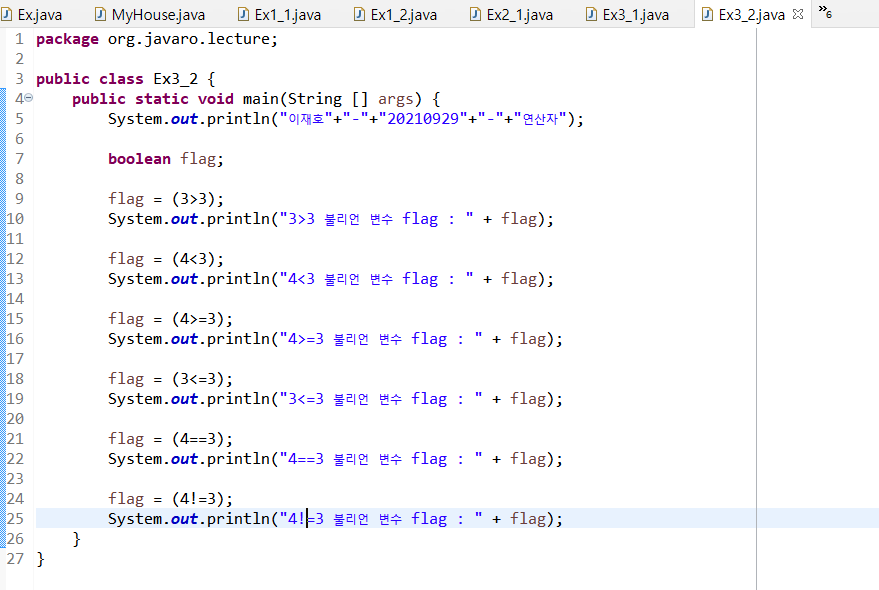 Ex.java MyHouse.java Ex1_1.java Ex1_2.java Ex2_1.java Ex3_1.java Ex3_2.java »6
1 package org.javaro.lecture;
2
3 public class Ex3_2 {
4 public static void main(String [] args) {
5 System.out.println("이재호"+"-"+"20210929"+"-"+"연산자");
6
7 boolean flag;
8
9 flag = (3>3);
10 System.out.println("3>3 불리언 변수 flag : " + flag);
11
12 flag = (4<3);
13 System.out.println("4<3 불리언 변수 flag : " + flag);
14
15 flag = (4>=3);
16 System.out.println("4>=3 불리언 변수 flag : " + flag);
17
18 flag = (3<=3);
19 System.out.println("3<=3 불리언 변수 flag : " + flag);
20
21 flag = (4==3);
22 System.out.println("4==3 불리언 변수 flag : " + flag);
23
24 flag = (4!=3);
25 System.out.println("4!=3 불리언 변수 flag : " + flag);
26 }
27 }